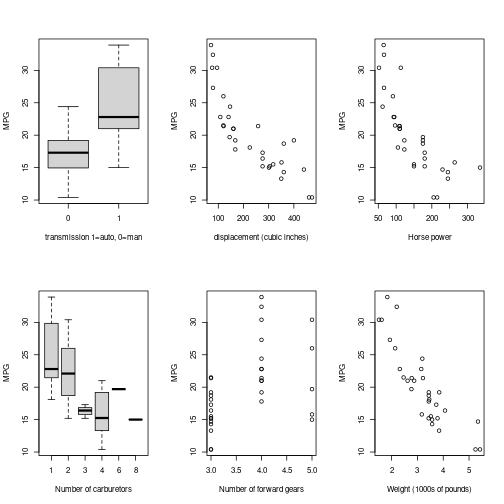 MPG
10 15 20 25 30
0 1
transmission 1=auto, 0=man
MPG
10 15 20 25 30
100 200 300 400
displacement (cubic inches)
MPG
10 15 20 25 30
50 100 200 300
Horse power
MPG
10 15 20 25 30
1 2 3 4 6 8
Number of carburetors
MPG
10 15 20 25 30
3.0 3.5 4.0 4.5 5.0
Number of forward gears
MPG
10 15 20 25 30
2 3 4 5
Weight (1000s of pounds)